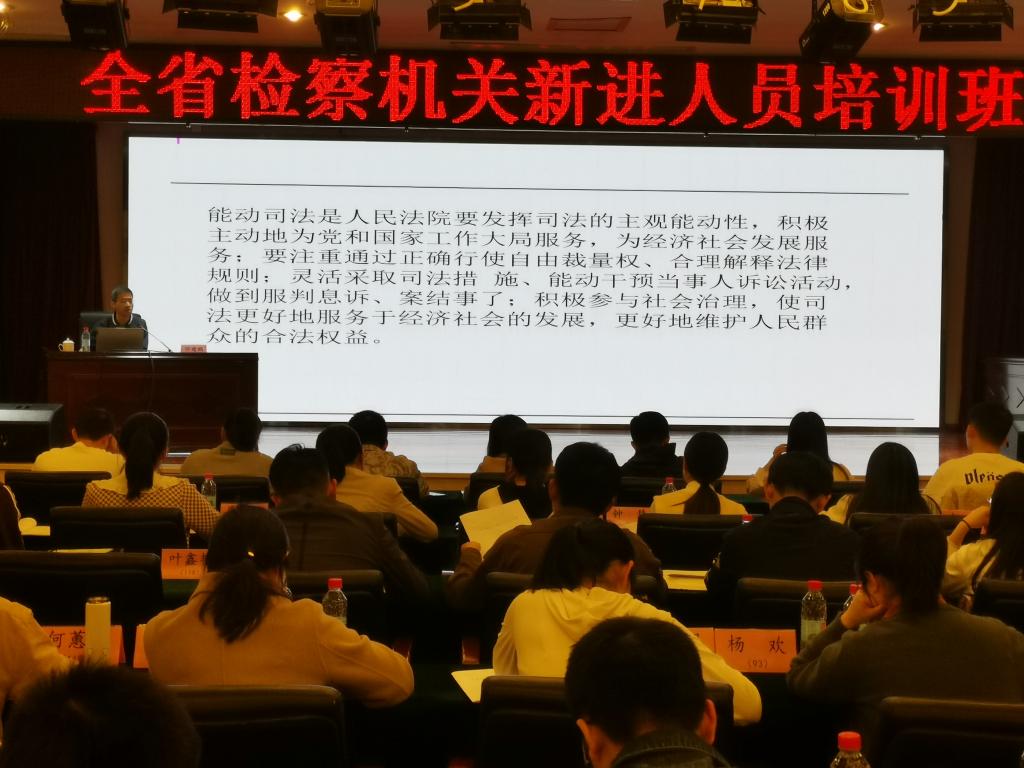 全省检察机关新进人员培训班
能动司法是人民法院要发挥司法的主观能动性，积极
主动地为党和国家工作大局服务，为经济社会发展服
务；要注重通过正确行使自由裁量权、合理解释法律
规则；灵活采取司法措 施、能动干预当事人诉讼活动，
做到服判息诉、案结事了；积极参与社会治理，使司
法更好地服务于经济社会的发展，更好地维护人民群
众的合法权益。
叶鑫
何蕙
杨 欢
(93)